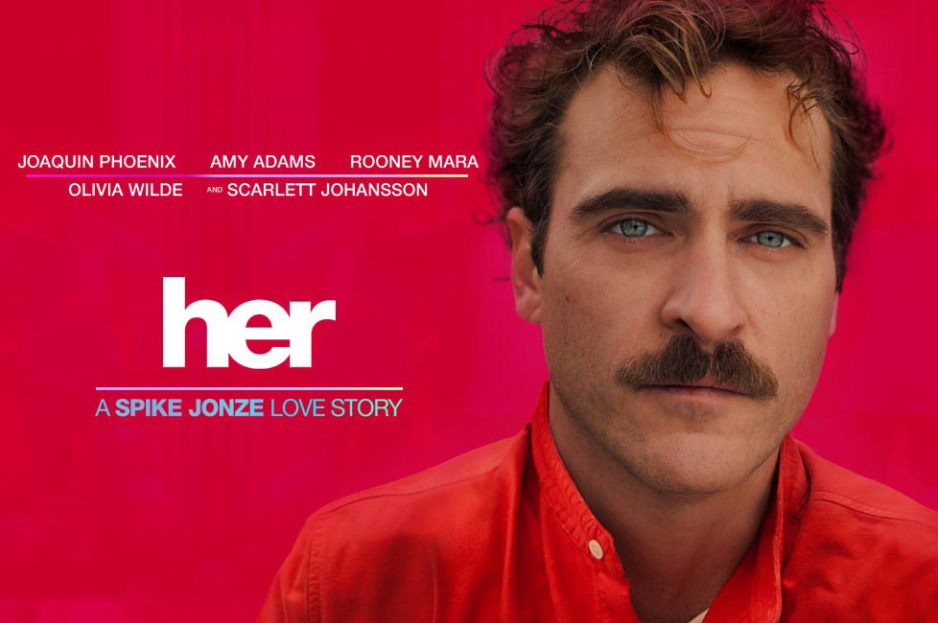 JOAQUIN PHOENIX AMY ADAMS ROONEY MARA
OLIVIA WILDE AND SCARLETT JOHANSSON
her
A SPIKE JONZE LOVE STORY